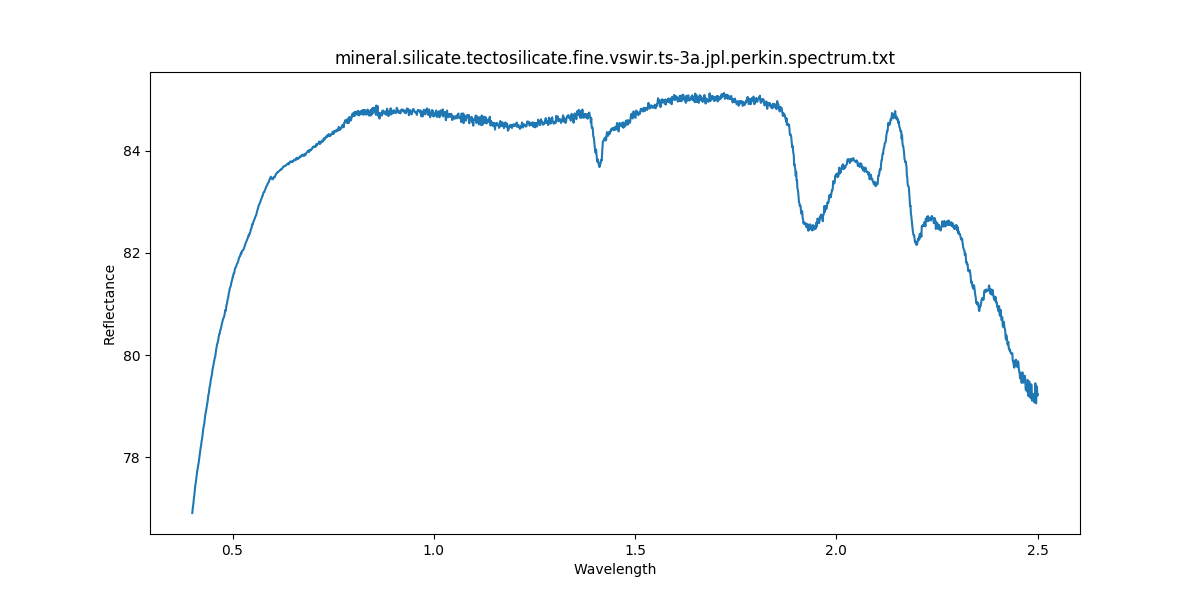 mineral.silicate.tectosilicate.fine.vswir.ts-3a.jpl.perkin.spectrum.txt
84
82
80
78
Reflectance
0.5 1.0 1.5 2.0 2.5
Wavelength